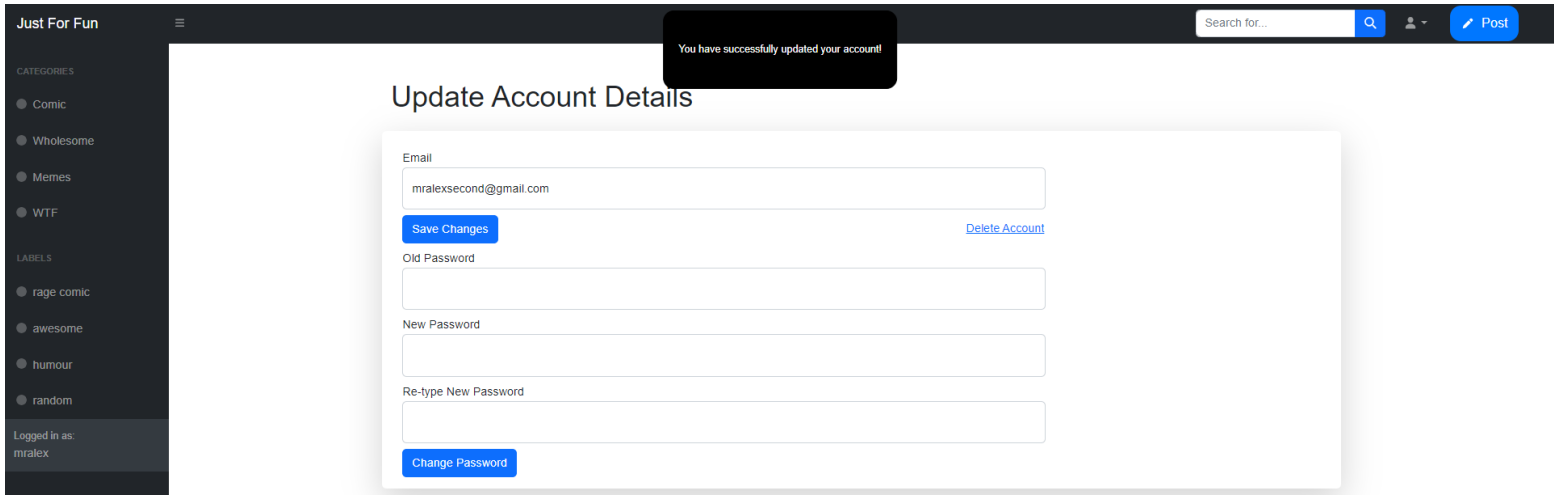 Just For Fun
Search for...
Post
You have successfully updated your account!
CATEGORIES
Comic
Wholesome
Memes
WTF
LABELS
rage comic
awesome
humour
random
Logged in as:
mralex
Update Account Details
Email
mralexsecond@gmail.com
Save Changes
Delete Account
Old Password
New Password
Re-type New Password
Change Password